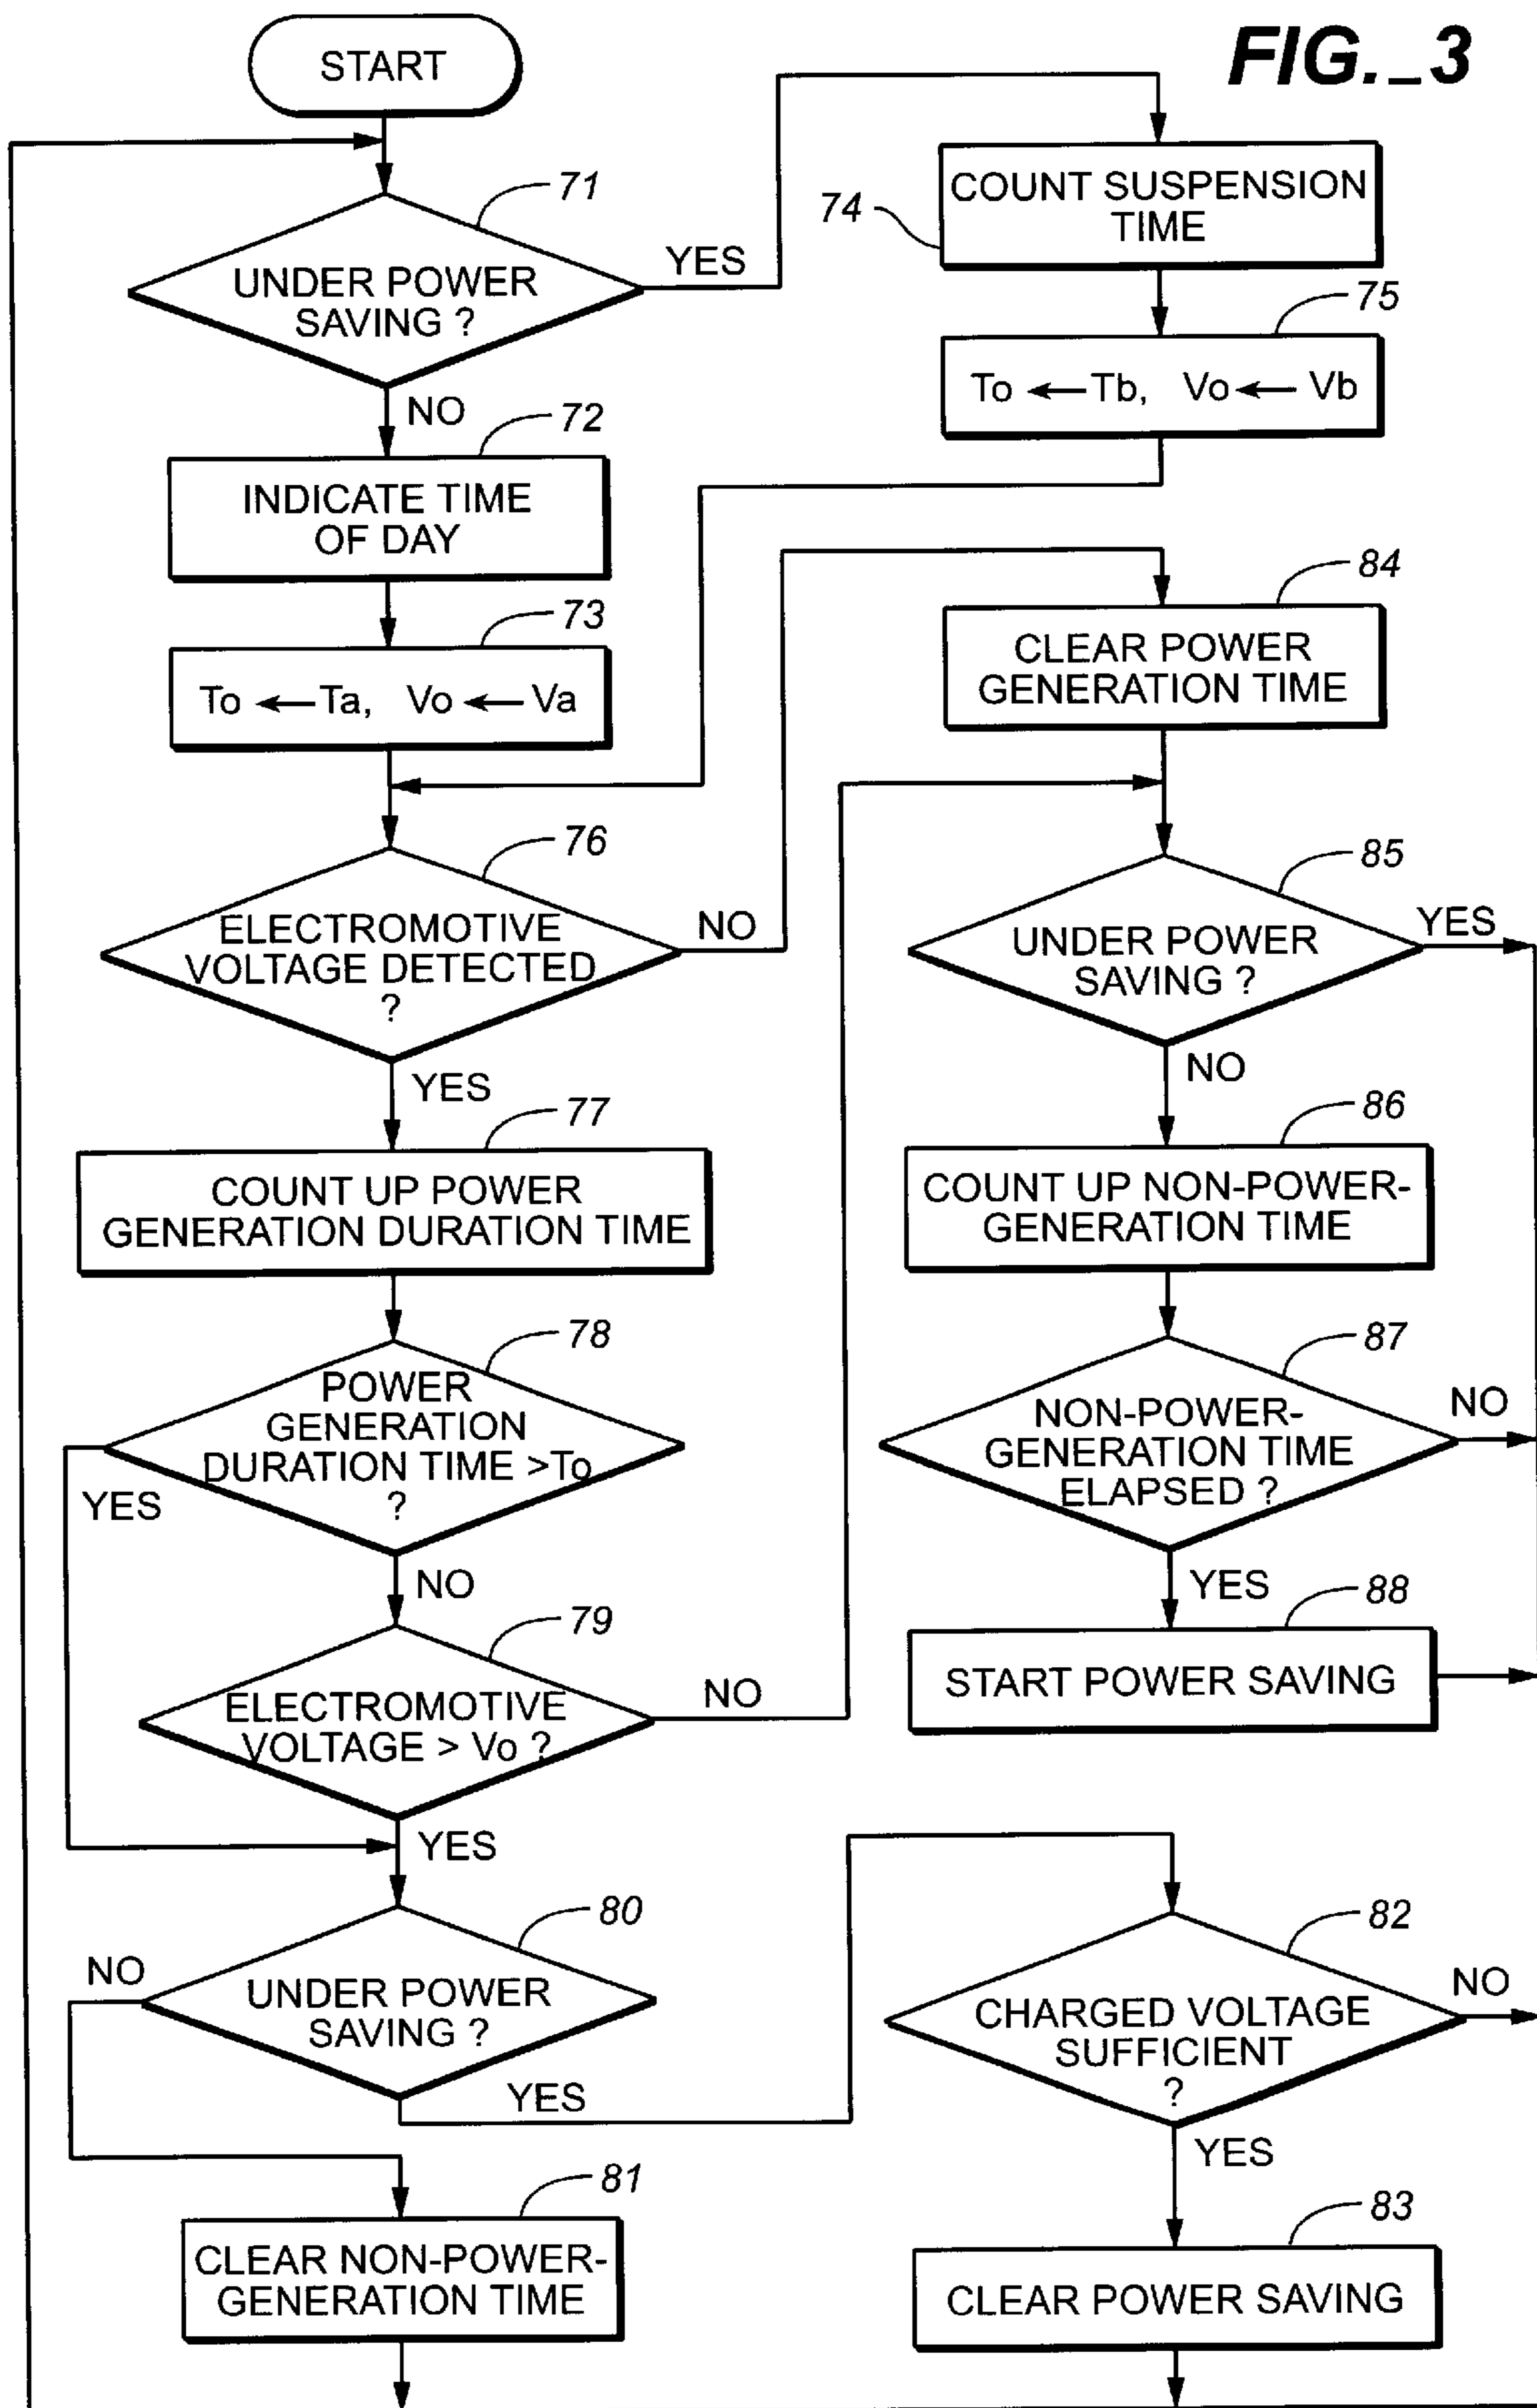 FIG._3
START
71
UNDER POWER
SAVING ?
YES
NO
72
INDICATE TIME
OF DAY
73
To ← Ta, Vo ← Va
74
COUNT SUSPENSION
TIME
75
To ← Tb, Vo ← Vb
76
ELECTROMOTIVE
VOLTAGE DETECTED
?
NO
YES
77
COUNT UP POWER
GENERATION DURATION TIME
78
POWER
GENERATION
DURATION TIME >To
?
YES
NO
79
ELECTROMOTIVE
VOLTAGE > Vo ?
NO
YES
80
UNDER POWER
SAVING ?
NO
YES
81
CLEAR NON-POWER-
GENERATION TIME
84
CLEAR POWER
GENERATION TIME
85
UNDER POWER
SAVING ?
YES
NO
86
COUNT UP NON-POWER-
GENERATION TIME
87
NON-POWER-
GENERATION TIME
ELAPSED ?
NO
YES
88
START POWER SAVING
82
CHARGED VOLTAGE
SUFFICIENT
?
NO
YES
83
CLEAR POWER SAVING